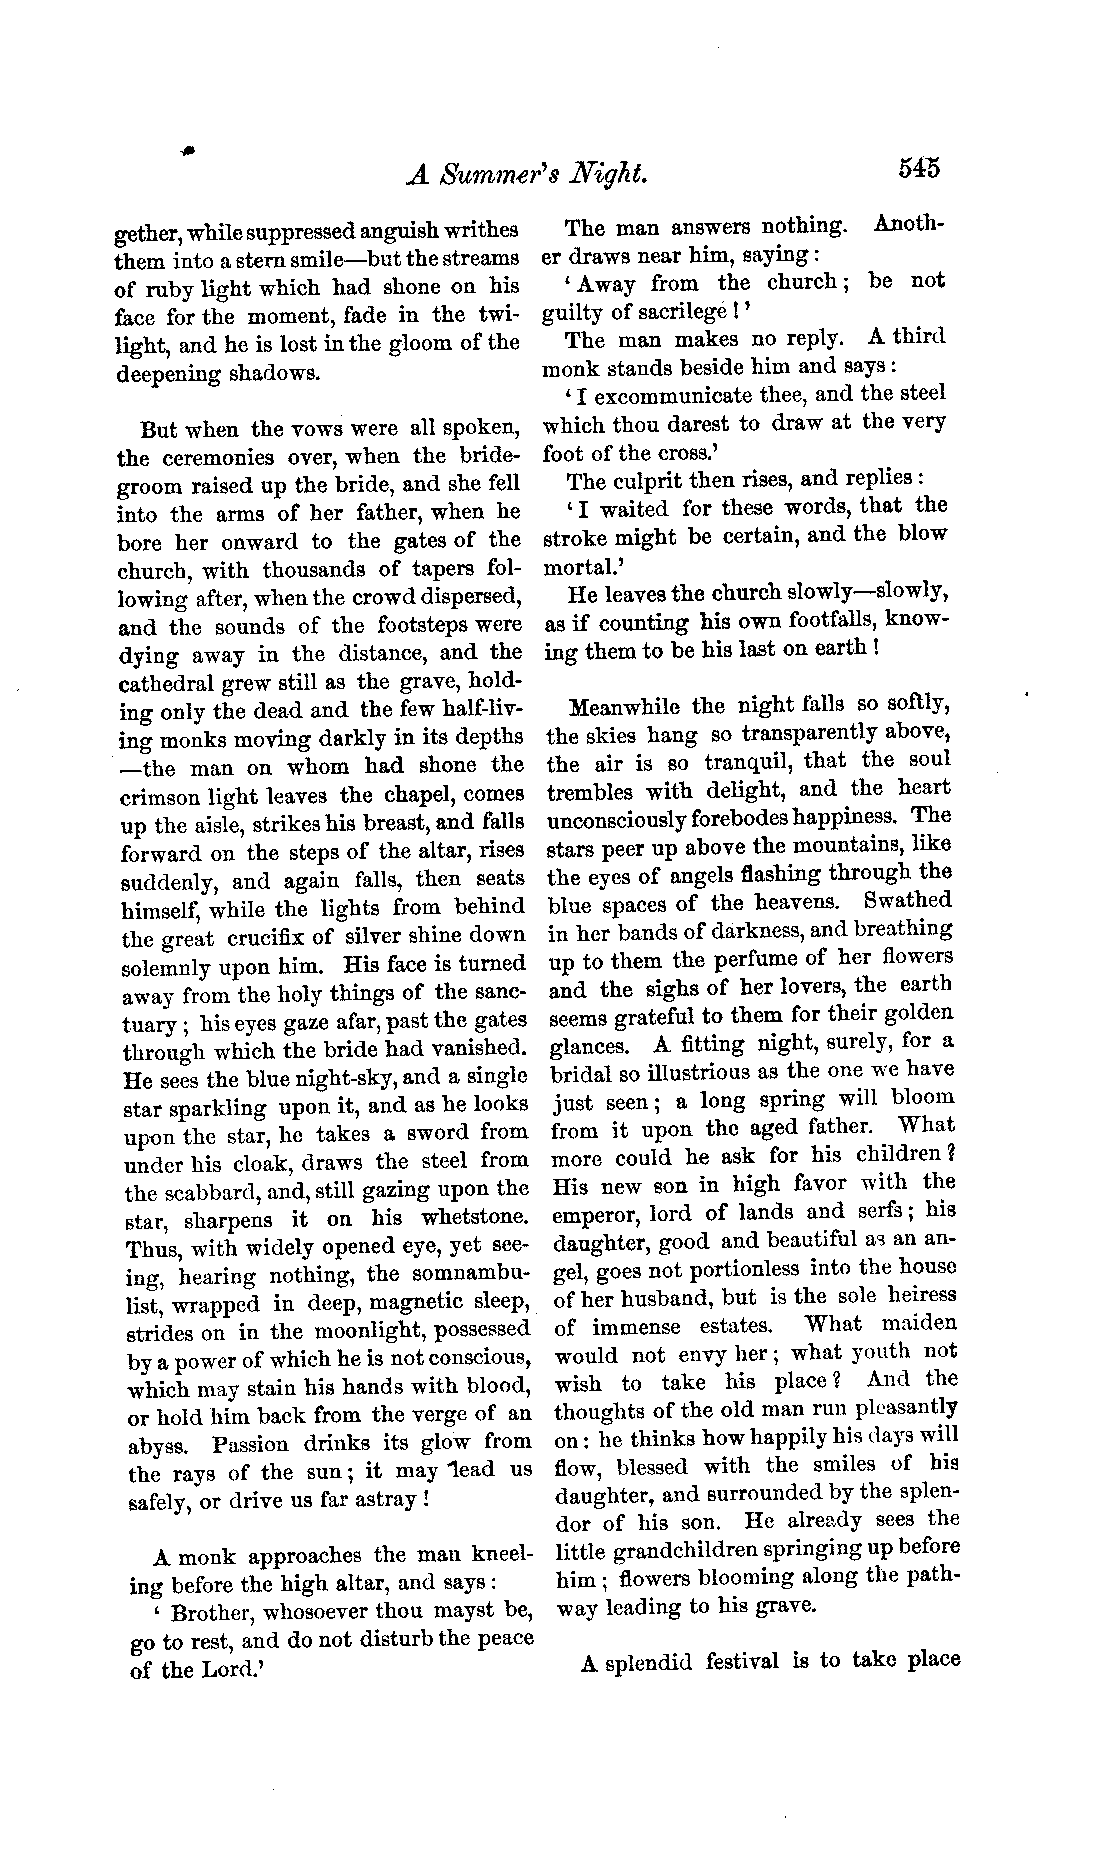 A Summer's Night.
545
gether, while suppressed anguish writhes
them into a stern smile—but the streams
of ruby light which had shone on his
face for the moment, fade in the twi-
light, and he is lost in the gloom of the
deepening shadows.
But when the vows were all spoken,
the ceremonies over, when the bride-
groom raised up the bride, and she fell
into the arms of her father, when he
bore her onward to the gates of the
church, with thousands of tapers fol-
lowing after, when the crowd dispersed,
and the sounds of the footsteps were
dying away in the distance, and the
cathedral grew still as the grave, hold-
ing only the dead and the few half-liv-
ing monks moving darkly in its depths
—the man on whom had shone the
crimson light leaves the chapel, comes
up the aisle, strikes his breast, and falls
forward on the steps of the altar, rises
suddenly, and again falls, then seats
himself, while the lights from behind
the great crucifix of silver shine down
solemnly upon him. His face is turned
away from the holy things of the sanc-
tuary; his eyes gaze afar, past the gates
through which the bride had vanished.
He sees the blue night-sky, and a single
star sparkling upon it, and as he looks
upon the star, he takes a sword from
under his cloak, draws the steel from
the scabbard, and, still gazing upon the
star, sharpens it on his whetstone.
Thus, with widely opened eye, yet see-
ing, hearing nothing, the somnambu-
list, wrapped in deep, magnetic sleep,
strides on in the moonlight, possessed
by a power of which he is not conscious,
which may stain his hands with blood,
or hold him back from the verge of an
abyss. Passion drinks its glow from
the rays of the sun; it may lead us
safely, or drive us far astray!
A monk approaches the man kneel-
ing before the high altar, and says:
'Brother, whosoever thou mayst be,
go to rest, and do not disturb the peace
of the Lord.'
The man answers nothing. Anoth-
er draws near him, saying:
'Away from the church; be not
guilty of sacrilege!'
The man makes no reply. A third
monk stands beside him and says:
'I excommunicate thee, and the steel
which thou darest to draw at the very
foot of the cross.'
The culprit then rises, and replies:
'I waited for these words, that the
stroke might be certain, and the blow
mortal.'
He leaves the church slowly—slowly,
as if counting his own footfalls, know-
ing them to be his last on earth!
Meanwhile the night falls so softly,
the skies hang so transparently above,
the air is so tranquil, that the soul
trembles with delight, and the heart
unconsciously forebodes happiness. The
stars peer up above the mountains, like
the eyes of angels flashing through the
blue spaces of the heavens. Swathed
in her bands of darkness, and breathing
up to them the perfume of her flowers
and the sighs of her lovers, the earth
seems grateful to them for their golden
glances. A fitting night, surely, for a
bridal so illustrious as the one we have
just seen; a long spring will bloom
from it upon the aged father. What
more could he ask for his children?
His new son in high favor with the
emperor, lord of lands and serfs; his
daughter, good and beautiful as an an-
gel, goes not portionless into the house
of her husband, but is the sole heiress
of immense estates. What maiden
would not envy her; what youth not
wish to take his place? And the
thoughts of the old man run pleasantly
on: he thinks how happily his days will
flow, blessed with the smiles of his
daughter, and surrounded by the splen-
dor of his son. He already sees the
little grandchildren springing up before
him; flowers blooming along the path-
way leading to his grave.
A splendid festival is to take place